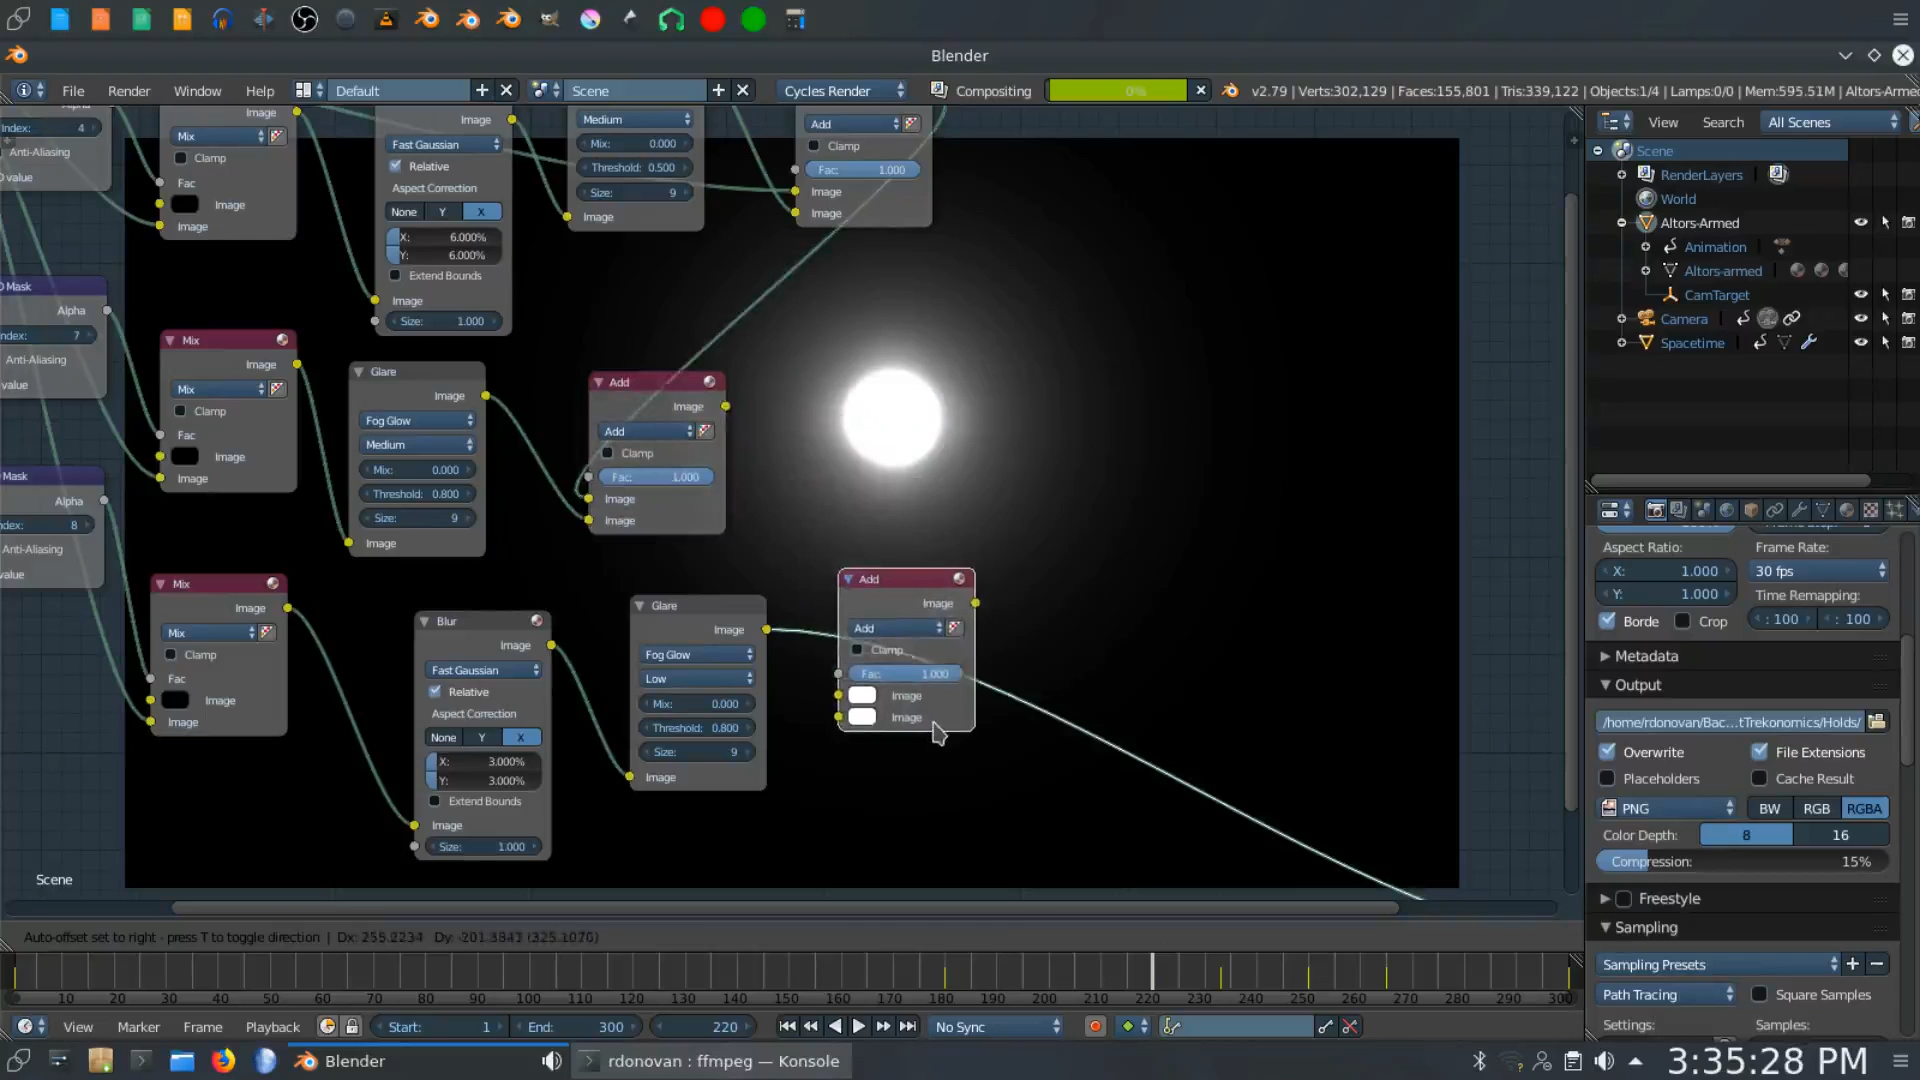 Blender
File Render Window Help Default Scene Cycles Render Compositing 0% v2.79 | Verts:302,129 | Faces:155,801 | Tris:339,122 | Objects:1/4 | Lamps:0/0 | Mem:595.51M | Altors-Arme
View Search All Scenes
Scene
RenderLayers
World
Altors-Armed
Animation
Altors-armed
CamTarget
Camera
Spacetime
ndex: 4
Anti-Aliasing
value
Image
Mix
Clamp
Fac
Image
Image
Image
Fast Gaussian
Relative
Aspect Correction
None Y X
X: 6.000%
Y: 6.000%
Extend Bounds
Image
Size: 1.000
Medium
Mix: 0.000
Threshold: 0.500
Size: 9
Image
Add
Clamp
Fac: 1.000
Image
Image
D Mask
Alpha
ndex: 7
Anti-Aliasing
value
Mix
Image
Mix
Clamp
Fac
Image
Image
Glare
Image
Fog Glow
Medium
Mix: 0.000
Threshold: 0.800
Size: 9
Image
Add
Image
Add
Clamp
Fac: 1.000
Image
Image
Mask
Alpha
ndex: 8
Anti-Aliasing
value
Mix
Image
Mix
Clamp
Fac
Image
Image
Blur
Image
Fast Gaussian
Relative
Aspect Correction
None Y X
X: 3.000%
Y: 3.000%
Extend Bounds
Image
Size: 1.000
Glare
Image
Fog Glow
Low
Mix: 0.000
Threshold: 0.800
Size: 9
Image
Add
Image
Add
Clamp
Fac: 1.000
Image
Image
Scene
Aspect Ratio: Frame Rate:
X: 1.000 30 fps
Y: 1.000 Time Remapping:
Borde Crop : 100 : 100
Metadata
Output
/home/rdonovan/Bac...tTrekonomics/Holds/
Overwrite File Extensions
Placeholders Cache Result
PNG BW RGB RGBA
Color Depth: 8 16
Compression: 15%
Freestyle
Sampling
Sampling Presets
Path Tracing Square Samples
Settings: Samples:
Auto-offset set to right - press T to toggle direction | Dx: 255.2234 Dy: -201.3843 (325.1076)
10 20 30 40 50 60 70 80 90 100 110 120 130 140 150 160 170 180 190 200 210 220 230 240 250 260 270 280 290 300
View Marker Frame Playback Start: 1 End: 300 220 No Sync
Blender rdonovan : ffmpeg — Konsole 3:35:28 PM